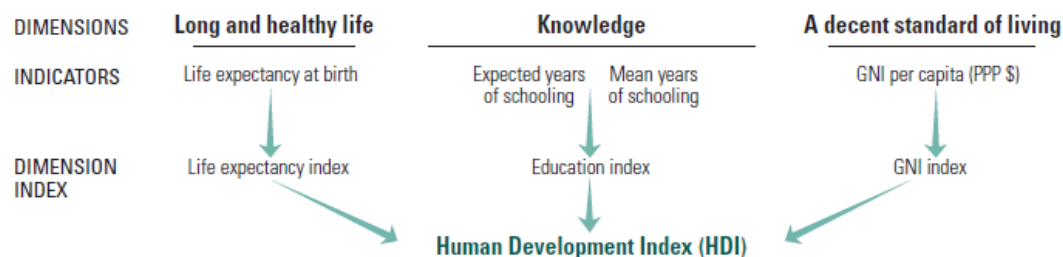 DIMENSIONS Long and healthy life Knowledge A decent standard of living
INDICATORS Life expectancy at birth Expected years of schooling Mean years of schooling GNI per capita (PPP $)
DIMENSION INDEX Life expectancy index Education index GNI index
Human Development Index (HDI)